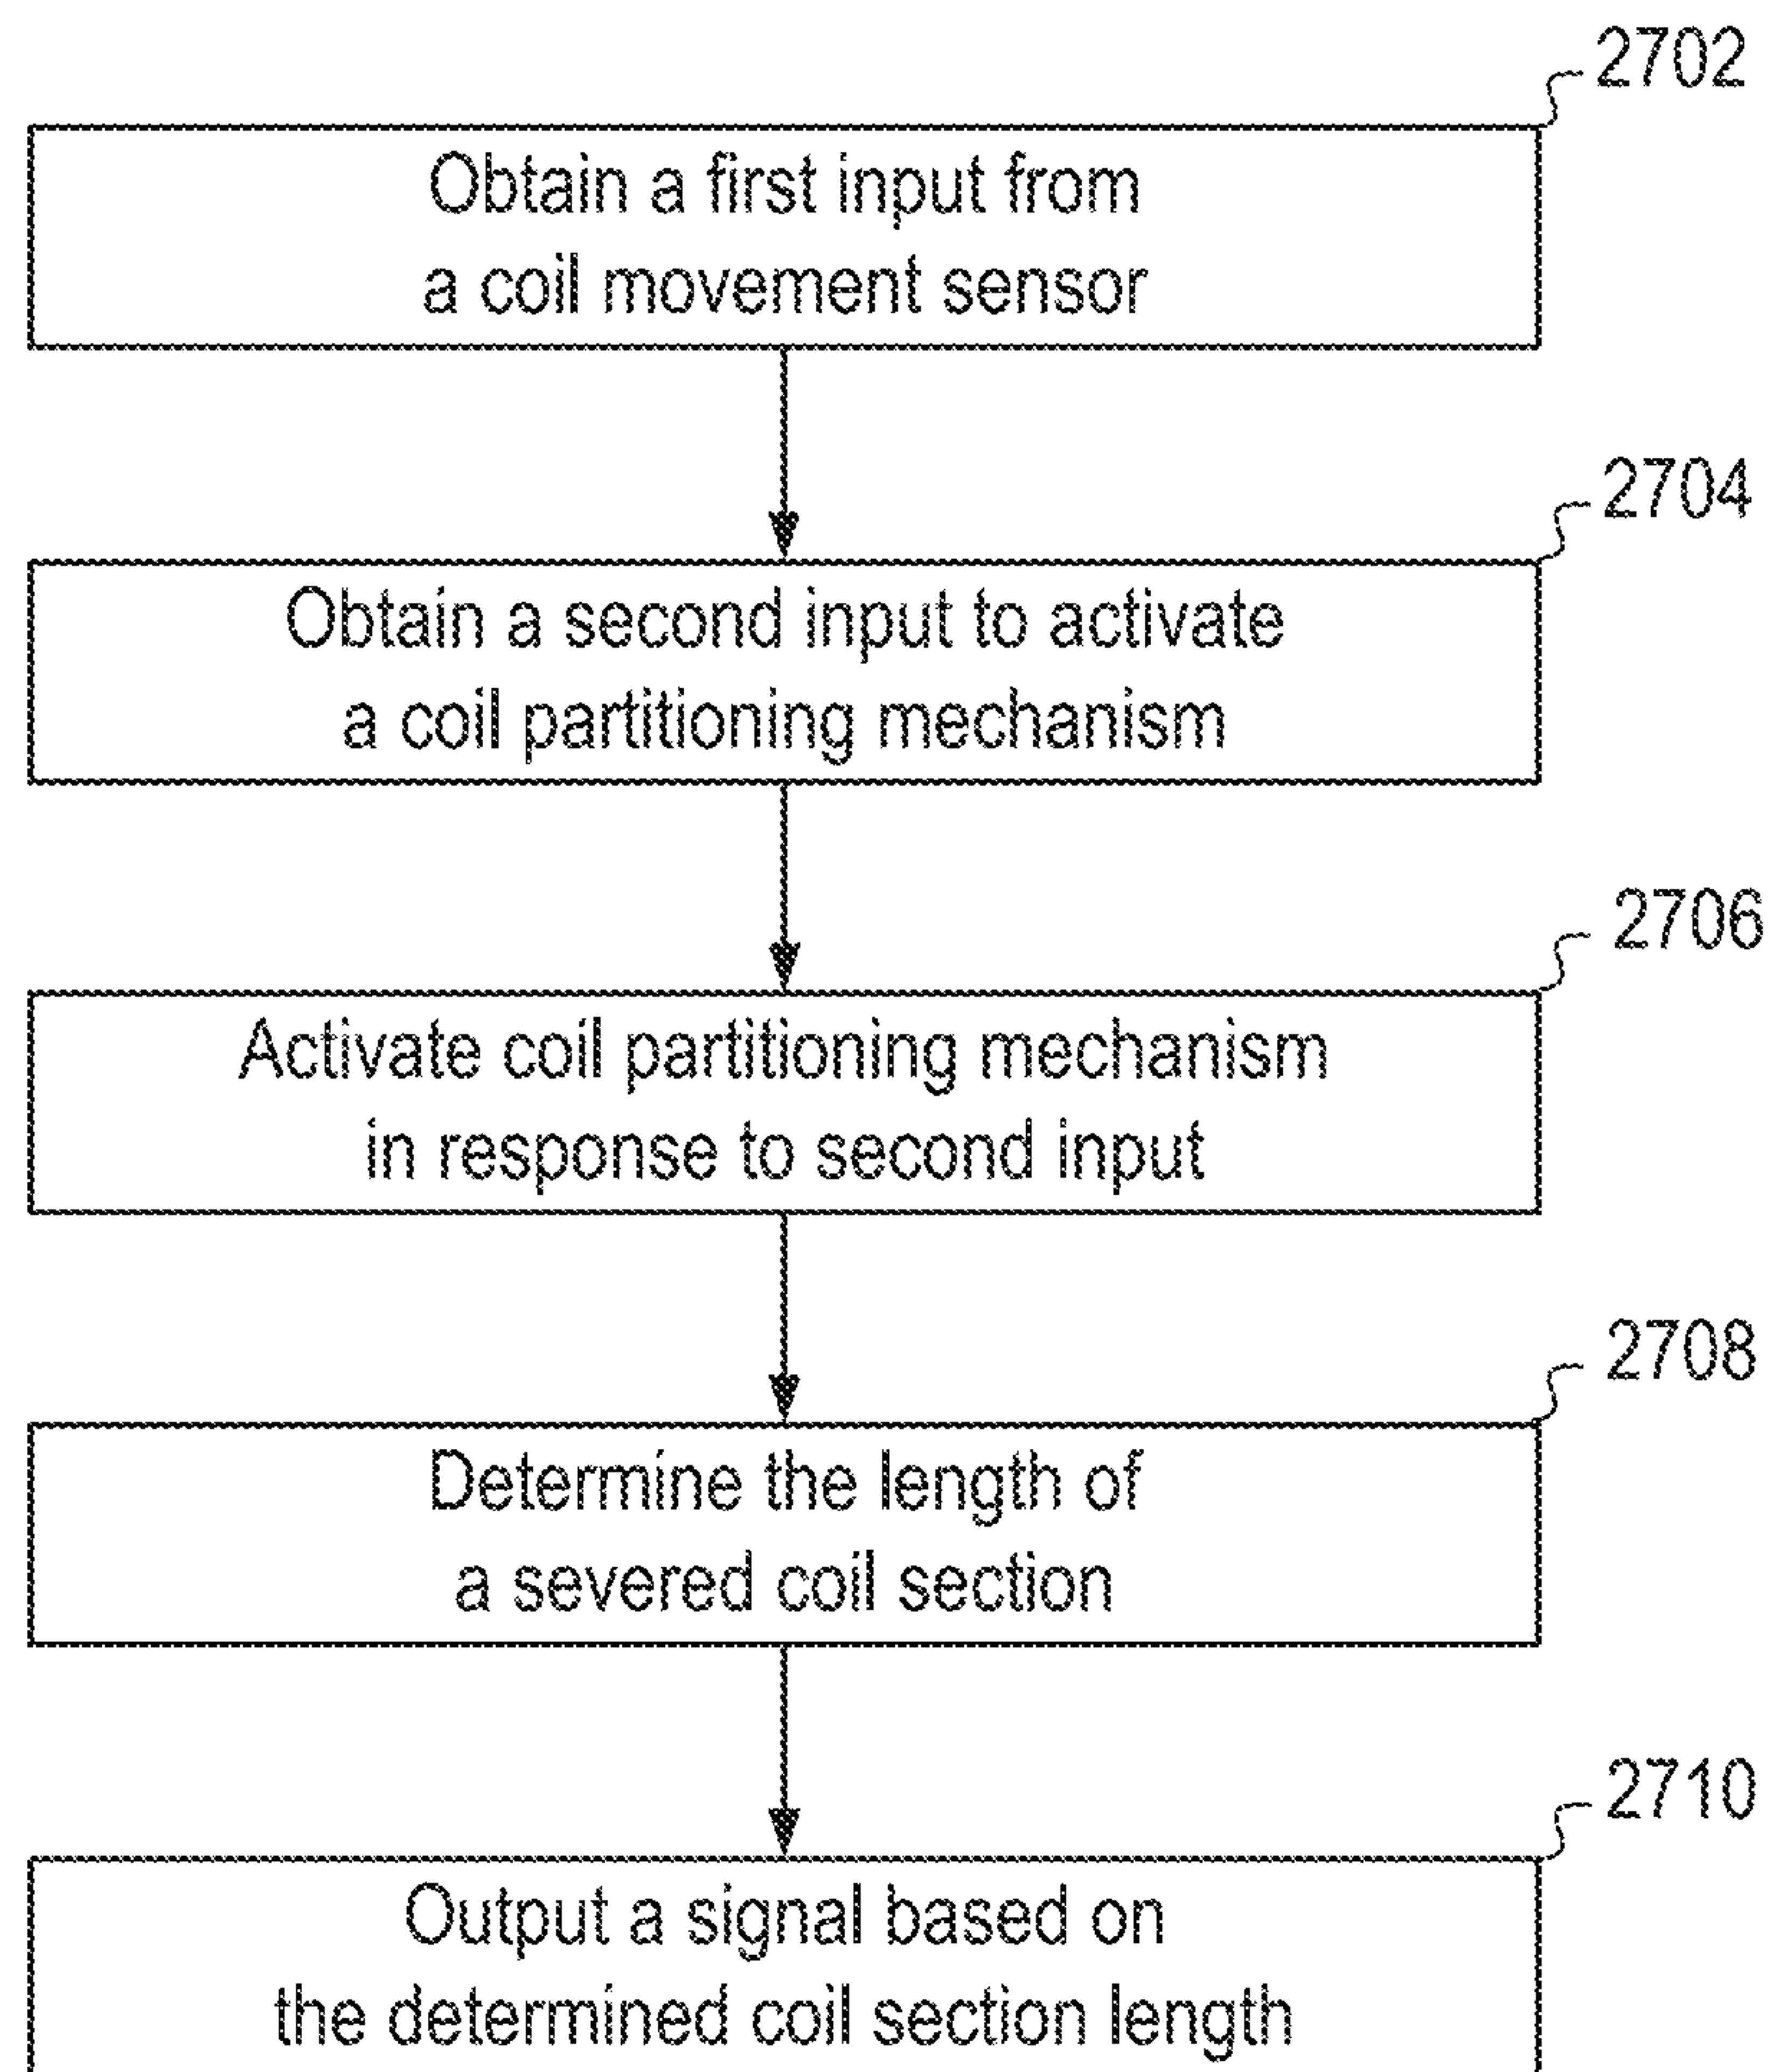 2702
Obtain a first input from
a coil movement sensor
2704
Obtain a second input to activate
a coil partitioning mechanism
2706
Activate coil partitioning mechanism
in response to second input
2708
Determine the length of
a severed coil section
2710
Output a signal based on
the determined coil section length